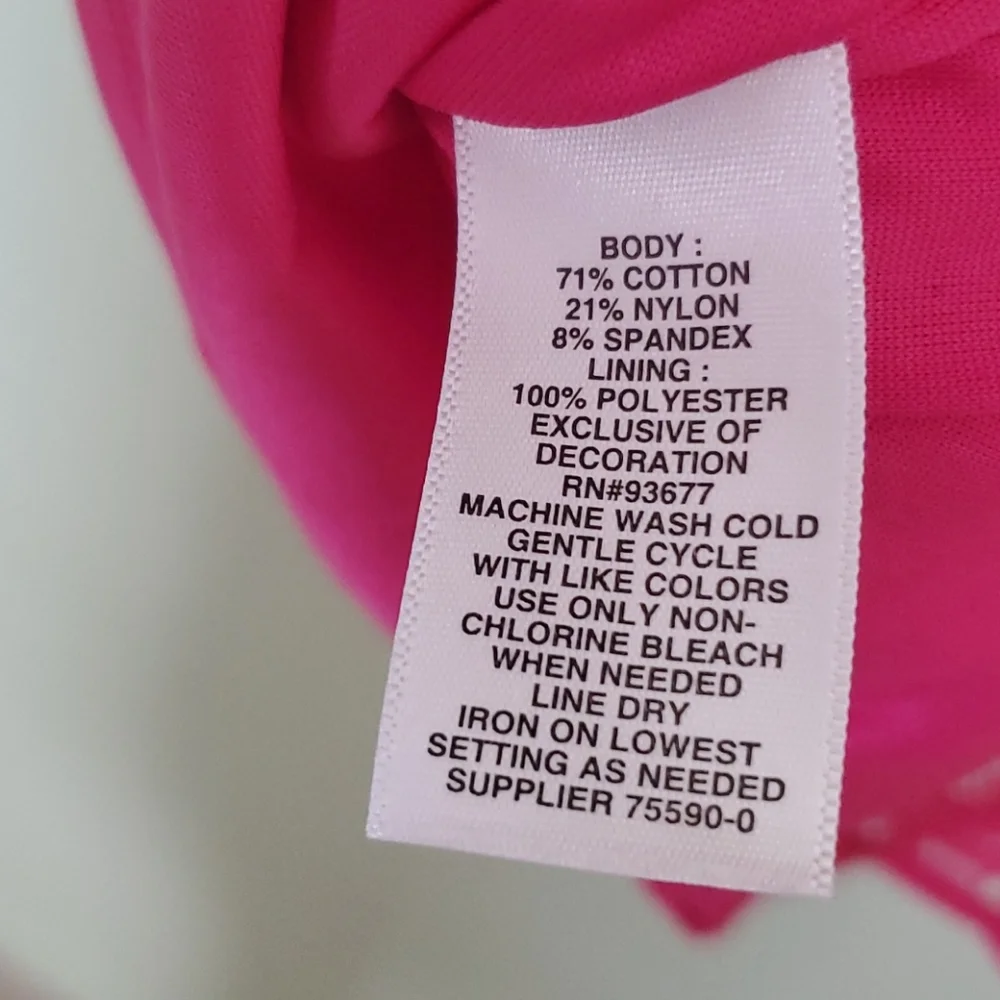 BODY :
71% COTTON
21% NYLON
8% SPANDEX
LINING :
100% POLYESTER
EXCLUSIVE OF
DECORATION
RN#93677
MACHINE WASH COLD
GENTLE CYCLE
WITH LIKE COLORS
USE ONLY NON-
CHLORINE BLEACH
WHEN NEEDED
LINE DRY
IRON ON LOWEST
SETTING AS NEEDED
SUPPLIER 75590-0